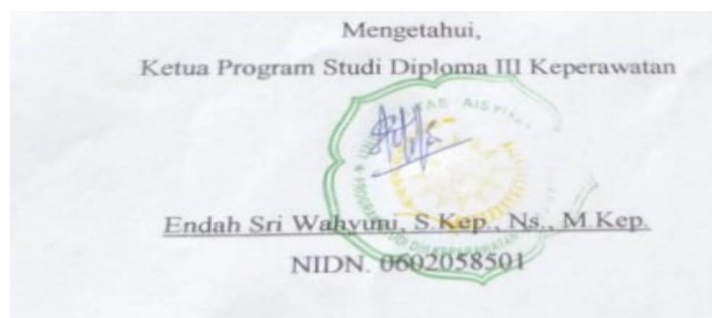 Mengetahui,
Ketua Program Studi Diploma III Keperawatan
Endah Sri Wahyuni, S.Kep., Ns., M.Kep.
NIDN. 0602058501